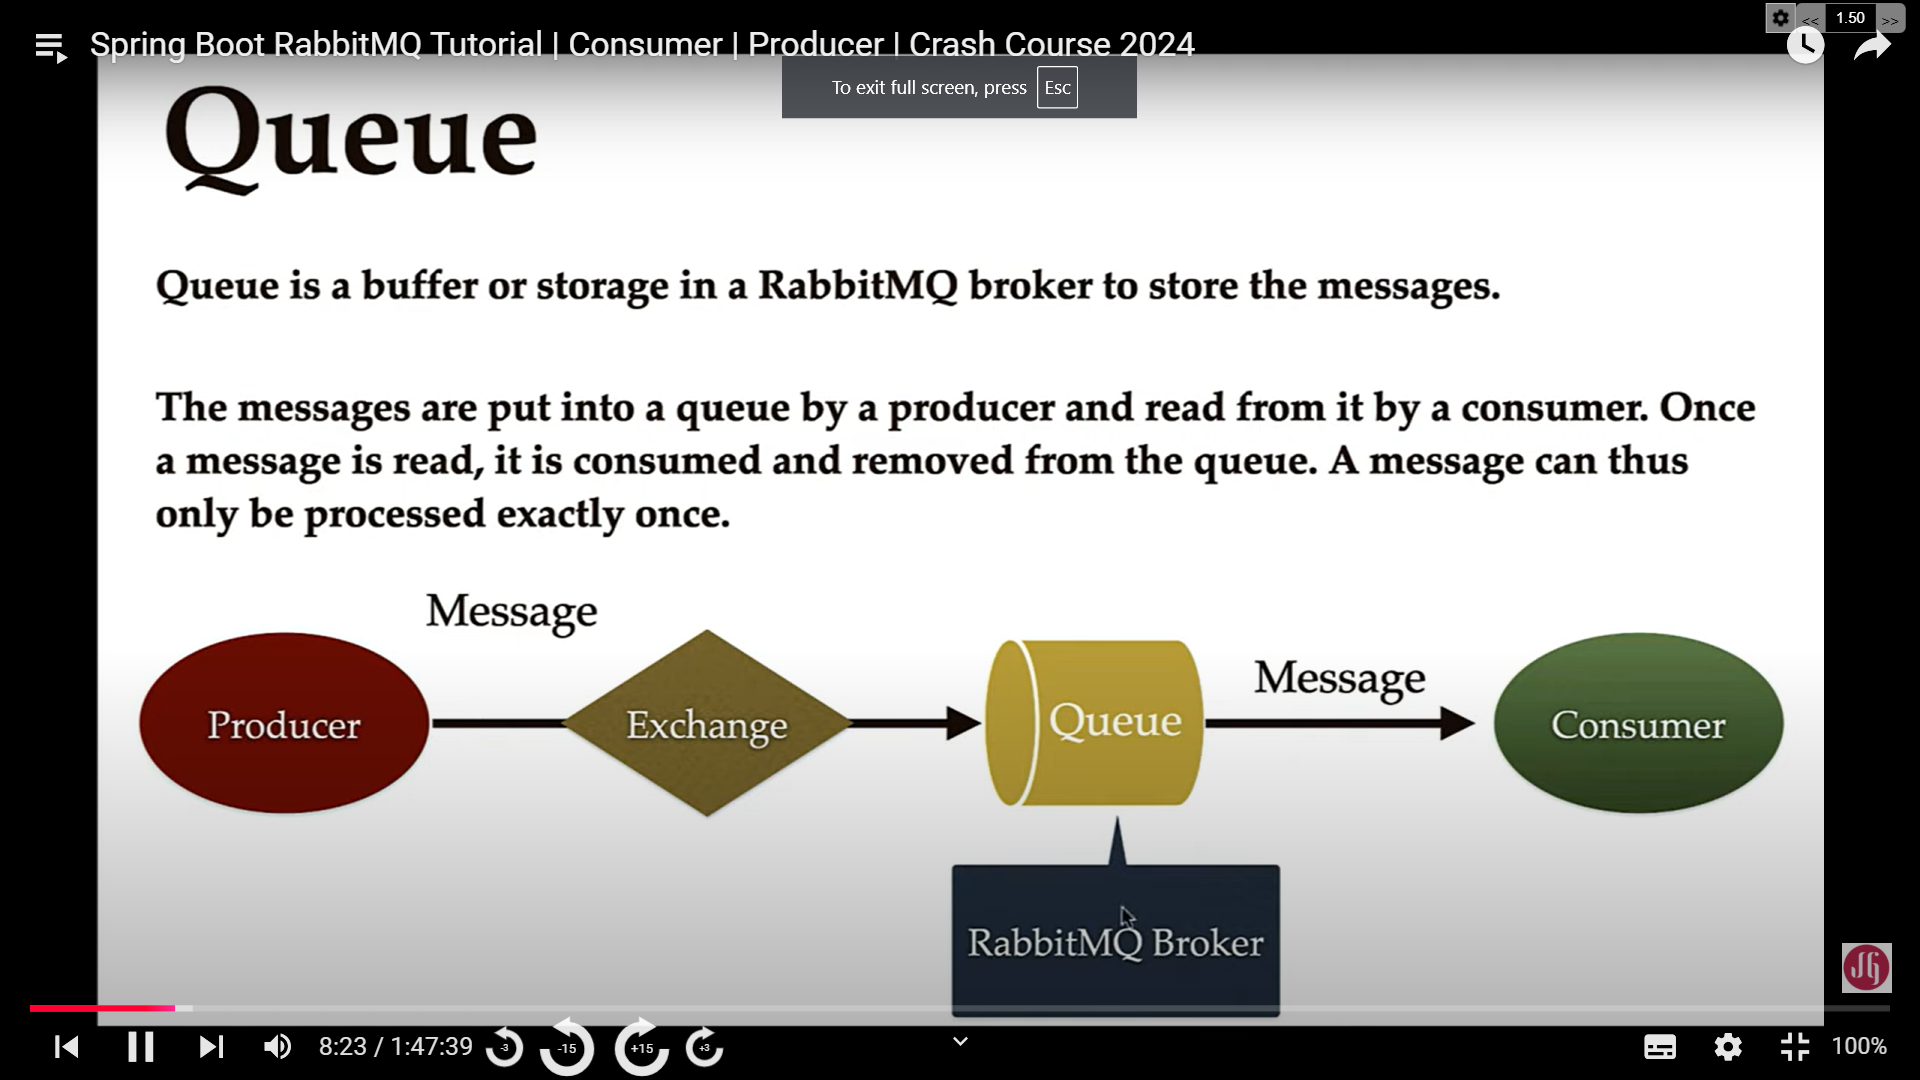 << 1.50 >>
Spring Boot RabbitMQ Tutorial | Consumer | Producer | Crash Course 2024
To exit full screen, press Esc
Queue
Queue is a buffer or storage in a RabbitMQ broker to store the messages.
The messages are put into a queue by a producer and read from it by a consumer. Once
a message is read, it is consumed and removed from the queue. A message can thus
only be processed exactly once.
Message
Producer
Exchange
Queue
Message
Consumer
RabbitMQ Broker
JG
8:23 / 1:47:39
-3
-15
+15
+3
100%